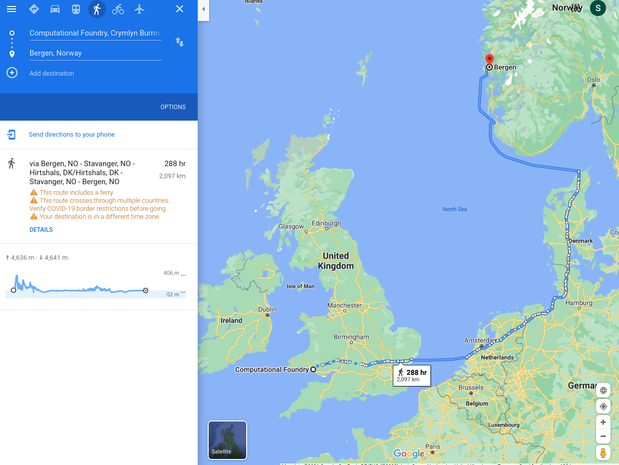 Computational Foundry, Crymlyn Burro
Bergen, Norway
Add destination
OPTIONS
Send directions to your phone
via Bergen, NO - Stavanger, NO -
Hirtshals, DK/Hirtshals, DK -
Stavanger, NO - Bergen, NO
288 hr
2,097 km
This route includes a ferry.
This route crosses through multiple countries.
Verify COVID-19 border restrictions before going.
Your destination is in a different time zone.
DETAILS
4,636 m · 4,641 m
406 m
-52 m
Islands
Norway
S
Bergen
Oslo
North Sea
Glasgow
Edinburgh
Denmark
United
Kingdom
Isle of Man
Hamburg
Dublin
Ireland
Manchester
Birmingham
Amsterdam
Netherlands
Computational Foundry
288 hr
2,097 km
Brussels
Belgium
German
Luxembourg
Paris
Satellite
Google